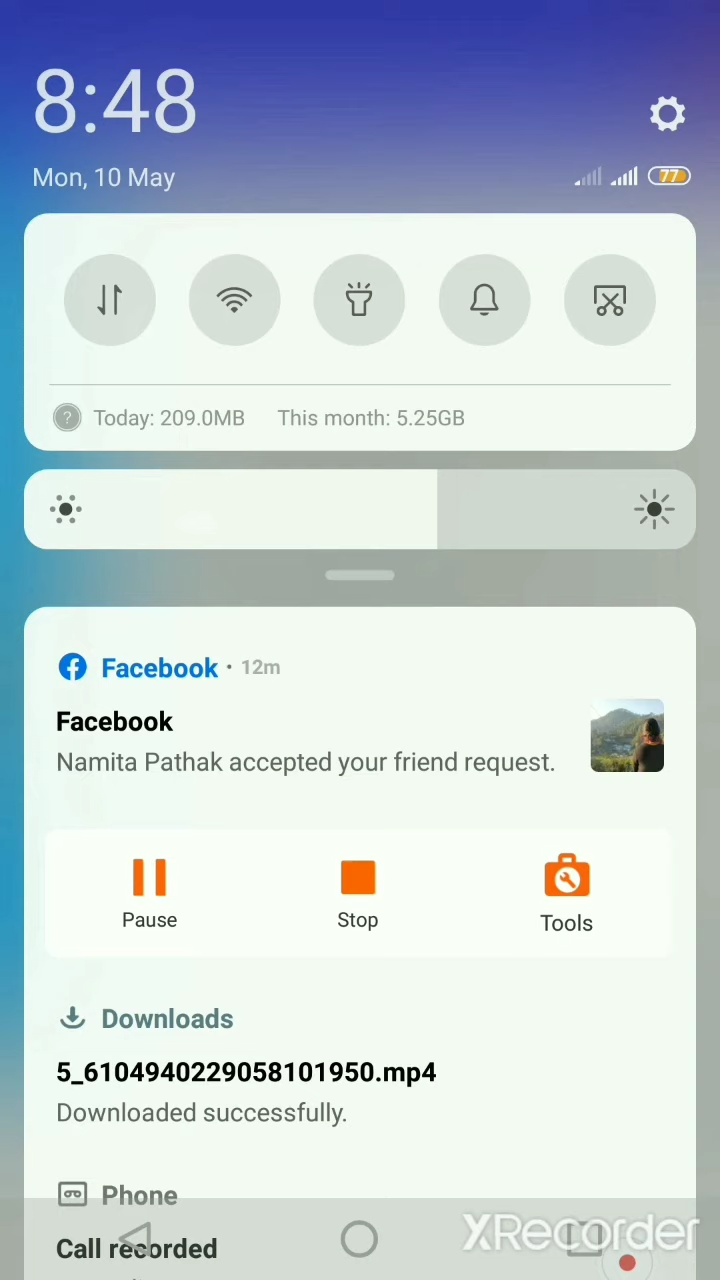 8:48
Mon, 10 May
77
Today: 209.0MB This month: 5.25GB
Facebook · 12m
Facebook
Namita Pathak accepted your friend request.
Pause Stop Tools
Downloads
5_6104940229058101950.mp4
Downloaded successfully.
Phone
Call recorded
XRecorder